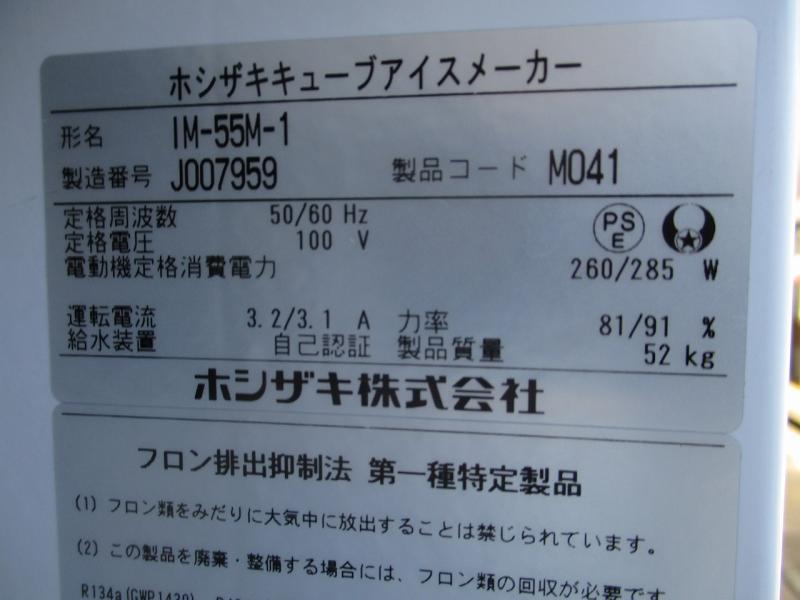 ホシザキキューブアイスメーカー
形名 IM-55M-1
製造番号 J007959 製品コード M041
定格周波数 50/60 Hz PS E
定格電圧 100 V
電動機定格消費電力 260/285 W
運転電流 3.2/3.1 A 力率 81/91 %
給水装置 自己認証 製品質量 52 kg
ホシザキ株式会社
フロン排出抑制法 第一種特定製品
(1) フロン類をみだりに大気中に放出することは禁じられています。
(2) この製品を廃棄・整備する場合には、フロン類の回収が必要です
R134a(GWP1430)